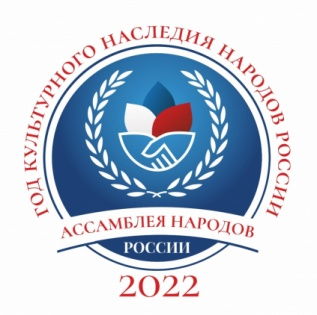 ГОД КУЛЬТУРНОГО НАСЛЕДИЯ НАРОДОВ РОССИИ
АССАМБЛЕЯ НАРОДОВ
РОССИИ
2022